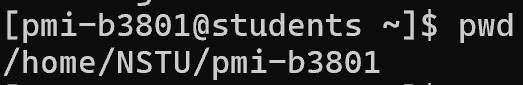 [pmi-b3801@students ~]$ pwd
/home/NSTU/pmi-b3801